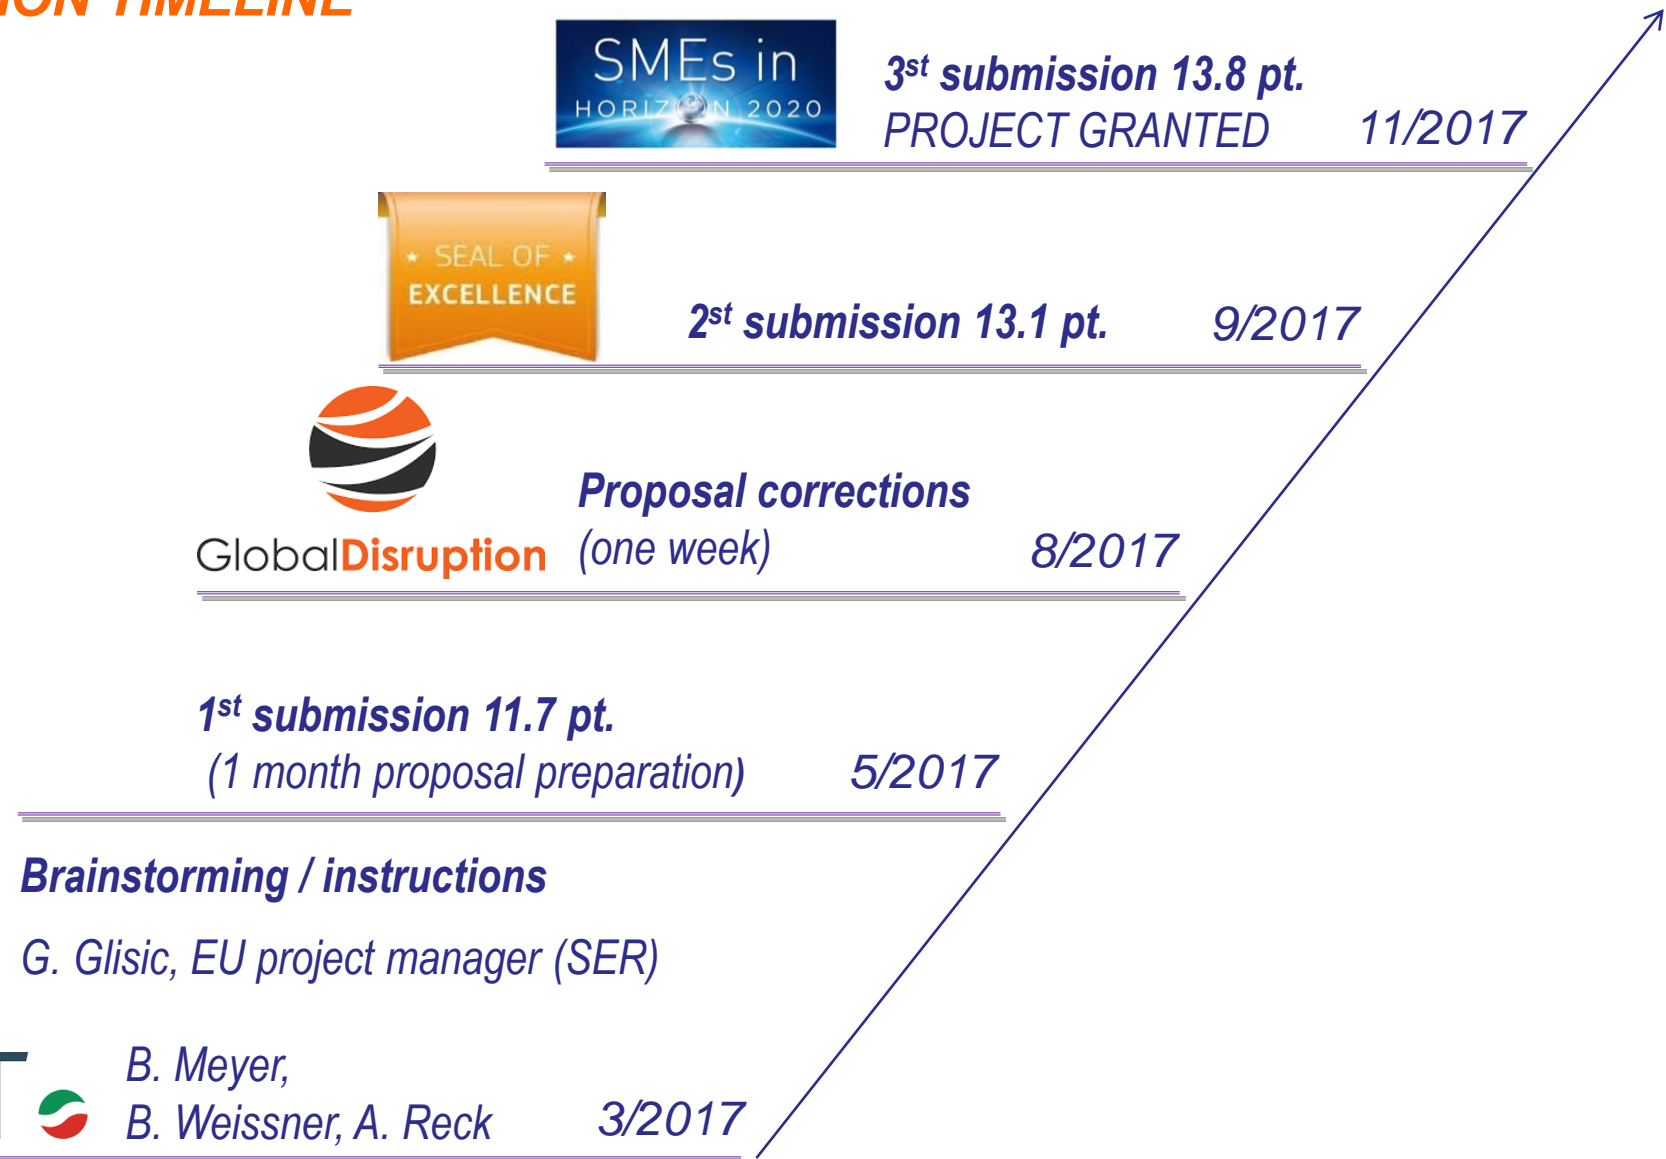 TIMELINE
SMEs in
HORIZON 2020
3st submission 13.8 pt.
PROJECT GRANTED 11/2017
SEAL OF
EXCELLENCE
2st submission 13.1 pt. 9/2017
GlobalDisruption
Proposal corrections
(one week) 8/2017
1st submission 11.7 pt.
(1 month proposal preparation) 5/2017
Brainstorming / instructions
G. Glisic, EU project manager (SER)
B. Meyer,
B. Weissner, A. Reck 3/2017